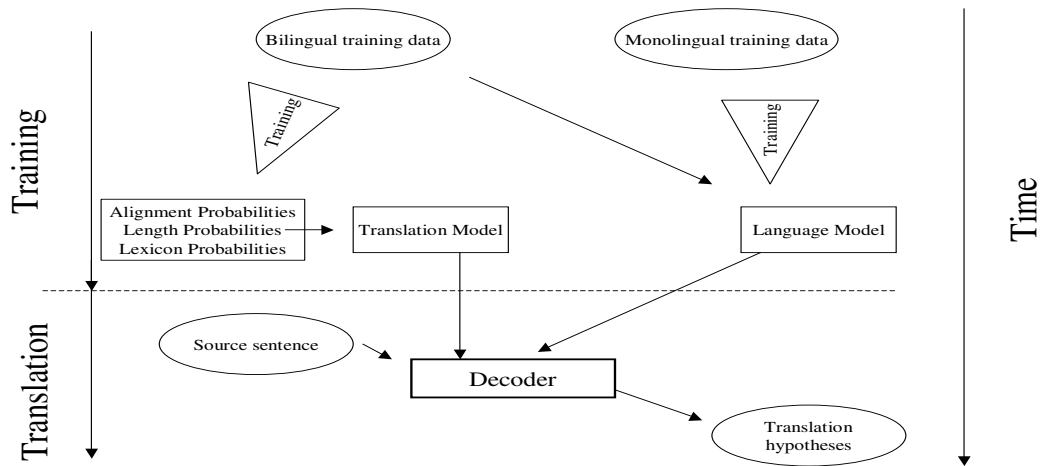 Bilingual training data
Monolingual training data
Training
Training
Training
Time
Alignment Probabilities
Length Probabilities
Lexicon Probabilities
Translation Model
Language Model
Translation
Source sentence
Decoder
Translation
hypotheses